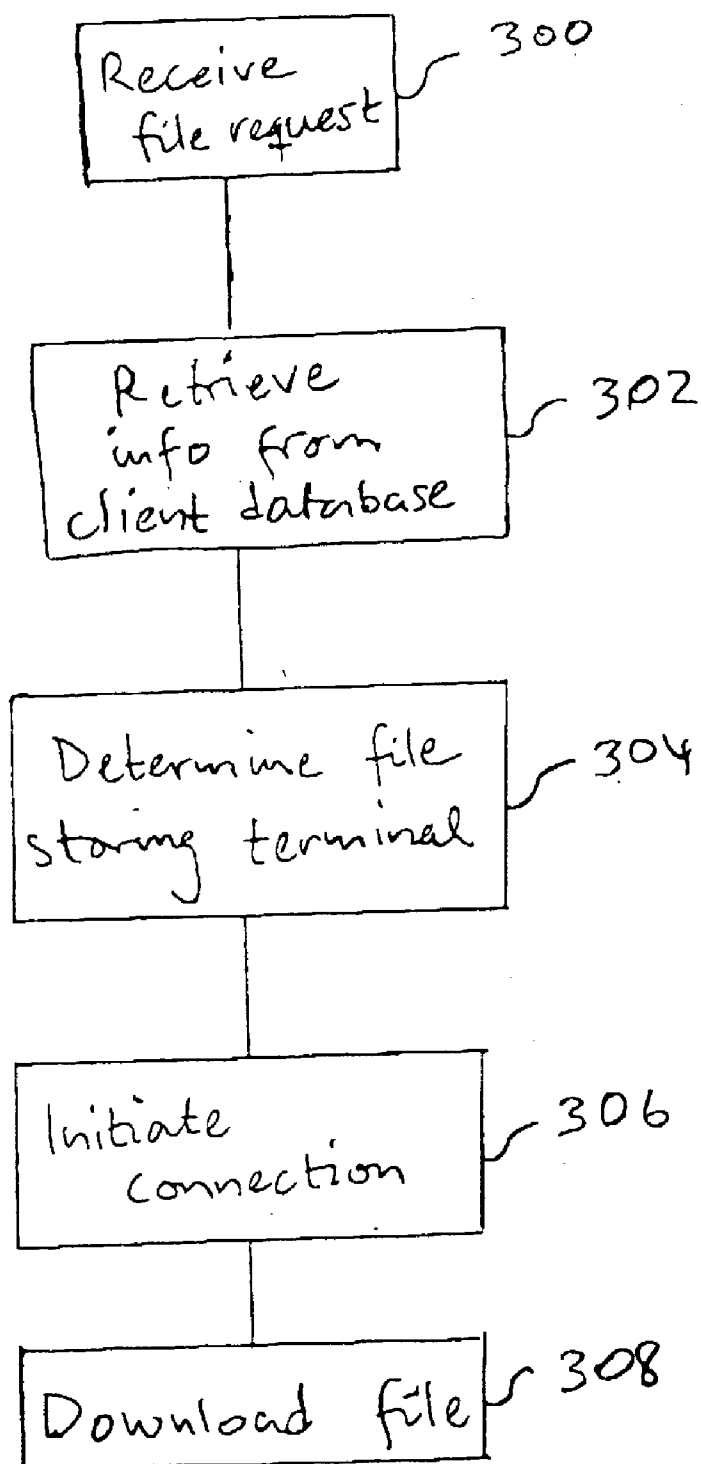 Receive
file request
300
Retrieve
info from
client database
302
Determine file
storing terminal
304
Initiate
connection
306
Download file
308